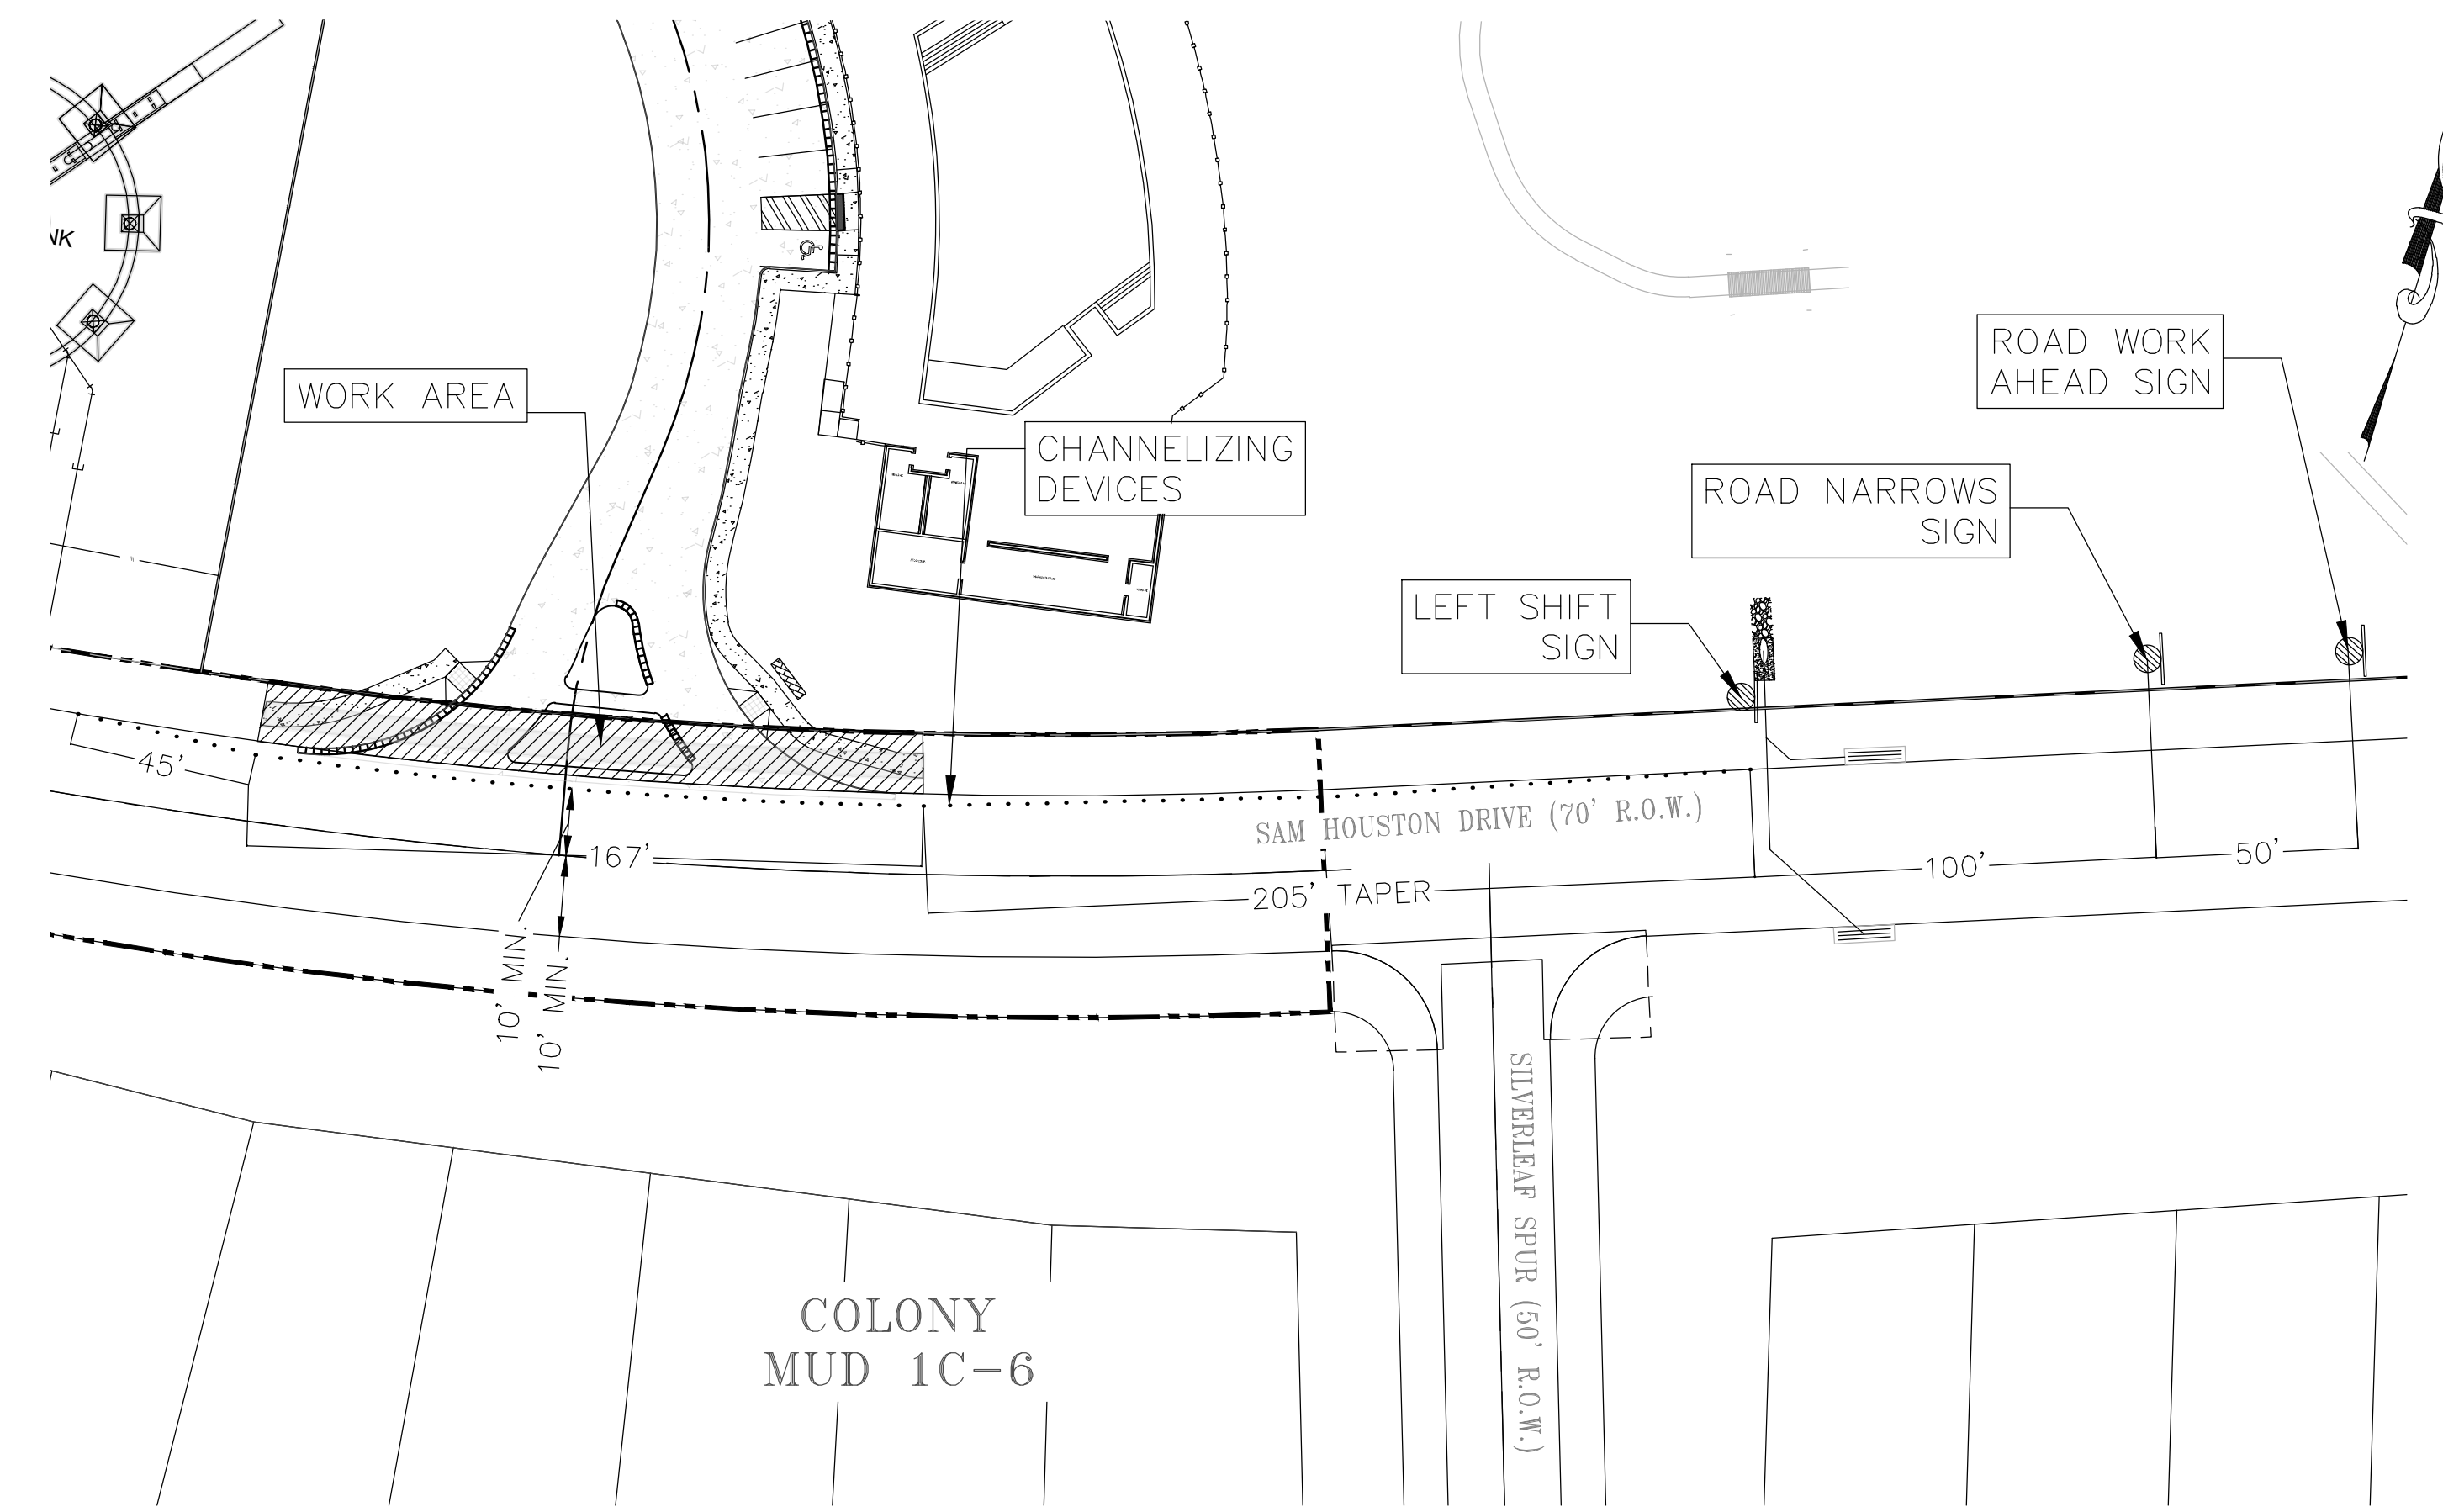 NK
WORK AREA
CHANNELIZING
DEVICES
ROAD WORK
AHEAD SIGN
ROAD NARROWS
SIGN
LEFT SHIFT
SIGN
45'
167'
SAM HOUSTON DRIVE (70' R.O.W.)
205' TAPER
100'
50'
10' MIN.
10' MIN.
SILVERLEAF SPUR (50' R.O.W.)
COLONY
MUD 1C-6